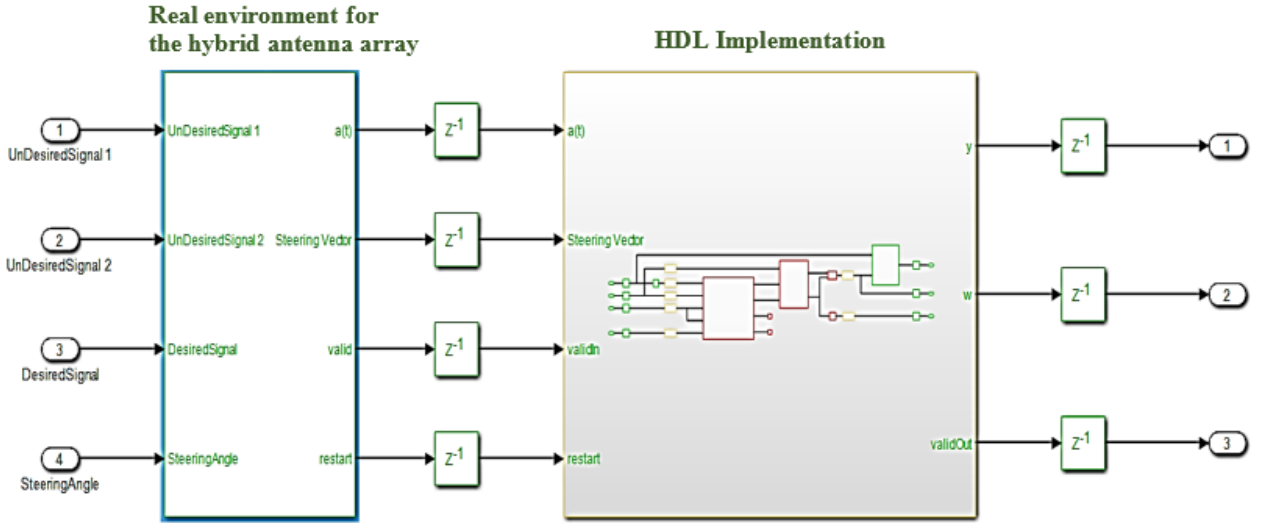 Real environment for
the hybrid antenna array
HDL Implementation
1
UnDesiredSignal 1
UnDesiredSignal 1
a(t)
Z-1
a(t)
y
Z-1
1
2
UnDesiredSignal 2
UnDesiredSignal 2
Steering Vector
Z-1
Steering Vector
w
Z-1
2
3
DesiredSignal
DesiredSignal
valid
Z-1
validIn
4
SteeringAngle
SteeringAngle
restart
Z-1
restart
validOut
Z-1
3